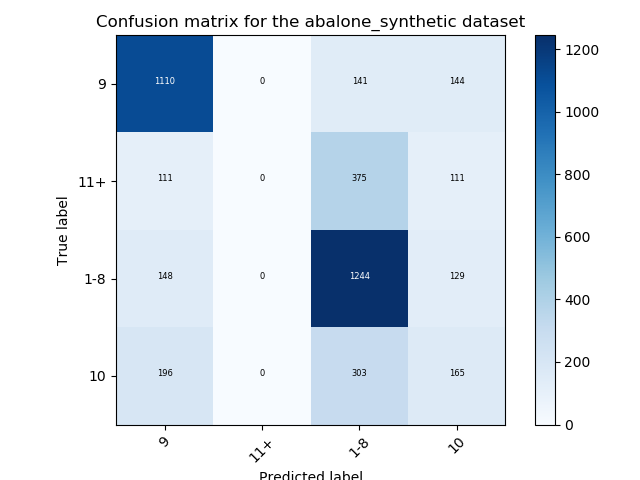 Confusion matrix for the abalone_synthetic dataset
9 1110 0 141 144
11+ 111 0 375 111
1-8 148 0 1244 129
10 196 0 303 165
9 11+ 1-8 10
True label
Predicted label
1200
1000
800
600
400
200
0